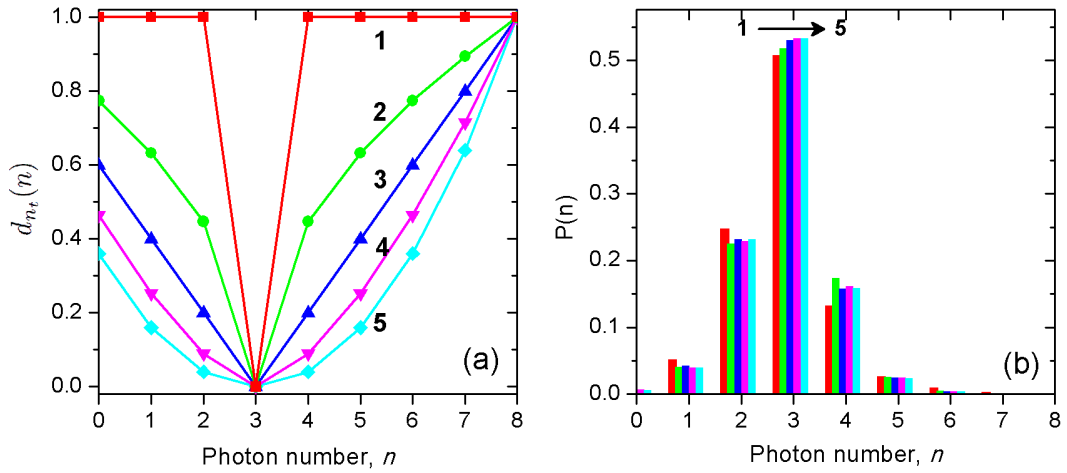 1.0
0.8
0.6
0.4
0.2
0.0
d_{n_t}(n)
1
2
3
4
5
(a)
0 1 2 3 4 5 6 7 8
Photon number, n
0.5
0.4
0.3
0.2
0.1
0.0
P(n)
1 → 5
(b)
0 1 2 3 4 5 6 7 8
Photon number, n